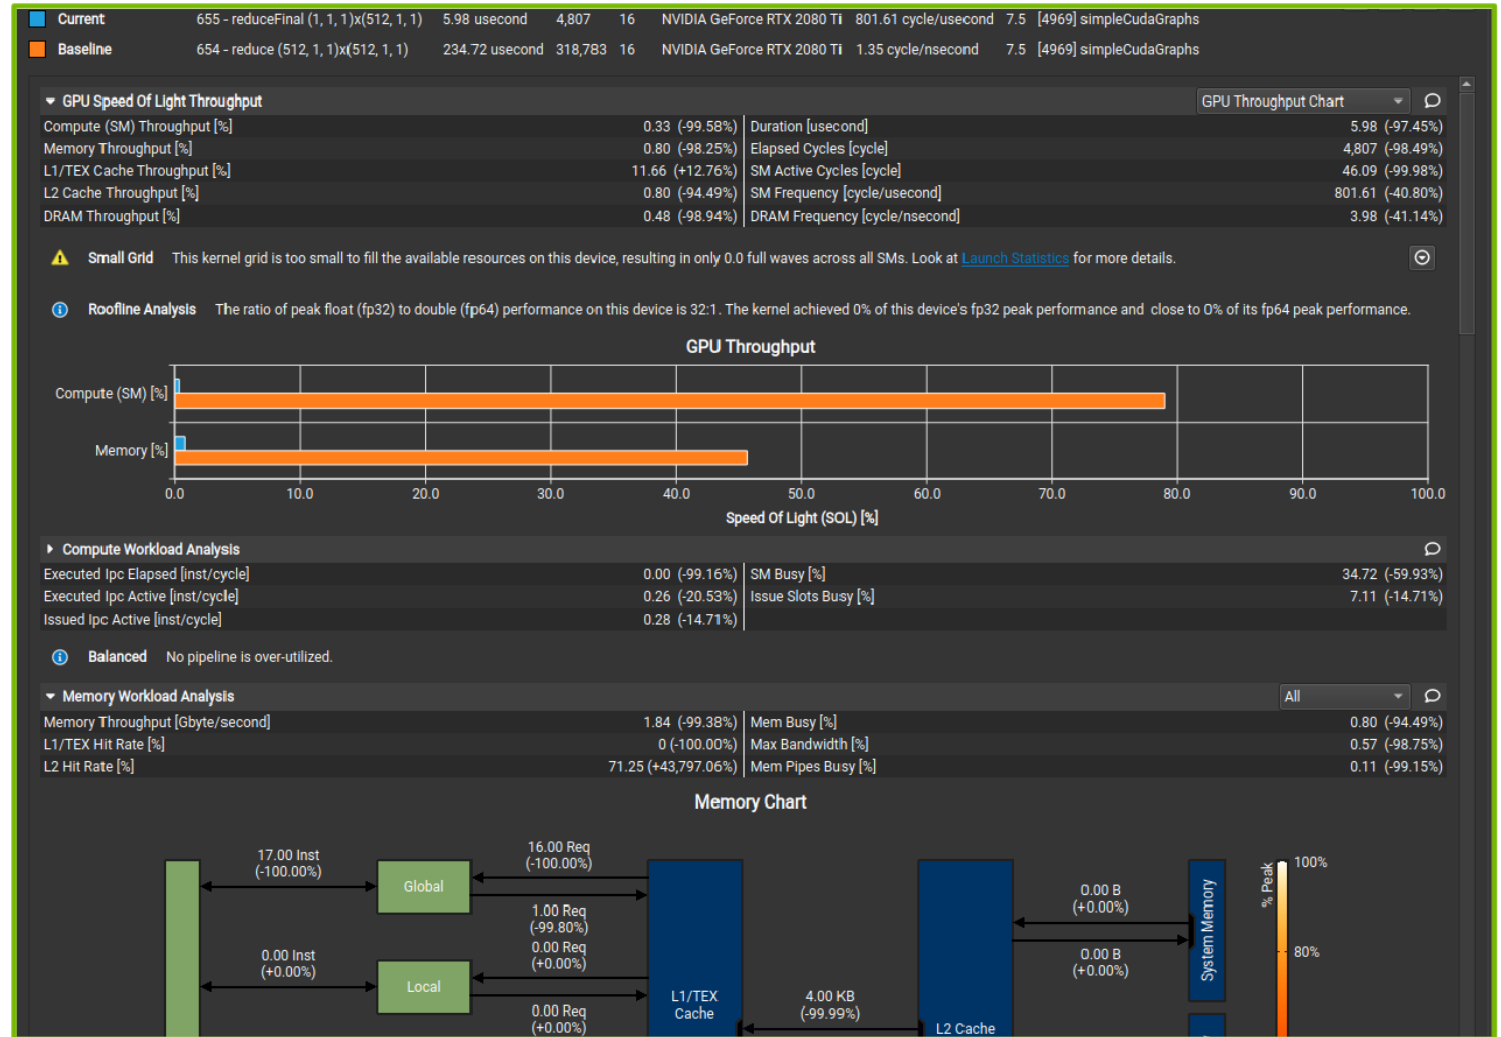 Current 655 - reduceFinal (1, 1, 1)x(512, 1, 1) 5.98 usecond 4,807 16 NVIDIA GeForce RTX 2080 Ti 801.61 cycle/usecond 7.5 [4969] simpleCudaGraphs
Baseline 654 - reduce (512, 1, 1)x(512, 1, 1) 234.72 usecond 318,783 16 NVIDIA GeForce RTX 2080 Ti 1.35 cycle/nsecond 7.5 [4969] simpleCudaGraphs
GPU Speed Of Light Throughput GPU Throughput Chart
Compute (SM) Throughput [%] 0.33 (-99.58%) Duration [usecond] 5.98 (-97.45%)
Memory Throughput [%] 0.80 (-98.25%) Elapsed Cycles [cycle] 4,807 (-98.49%)
L1/TEX Cache Throughput [%] 11.66 (+12.76%) SM Active Cycles [cycle] 46.09 (-99.98%)
L2 Cache Throughput [%] 0.80 (-94.49%) SM Frequency [cycle/usecond] 801.61 (-40.80%)
DRAM Throughput [%] 0.48 (-98.94%) DRAM Frequency [cycle/nsecond] 3.98 (-41.14%)
Small Grid This kernel grid is too small to fill the available resources on this device, resulting in only 0.0 full waves across all SMs. Look at Launch Statistics for more details.
Roofline Analysis The ratio of peak float (fp32) to double (fp64) performance on this device is 32:1. The kernel achieved 0% of this device's fp32 peak performance and close to 0% of its fp64 peak performance.
GPU Throughput
Compute (SM) [%]
Memory [%]
0.0 10.0 20.0 30.0 40.0 50.0 60.0 70.0 80.0 90.0 100.0
Speed Of Light (SOL) [%]
Compute Workload Analysis
Executed Ipc Elapsed [inst/cycle] 0.00 (-99.16%) SM Busy [%] 34.72 (-59.93%)
Executed Ipc Active [inst/cycle] 0.26 (-20.53%) Issue Slots Busy [%] 7.11 (-14.71%)
Issued Ipc Active [inst/cycle] 0.28 (-14.71%)
Balanced No pipeline is over-utilized.
Memory Workload Analysis All
Memory Throughput [Gbyte/second] 1.84 (-99.38%) Mem Busy [%] 0.80 (-94.49%)
L1/TEX Hit Rate [%] 0 (-100.00%) Max Bandwidth [%] 0.57 (-98.75%)
L2 Hit Rate [%] 71.25 (+43,797.06%) Mem Pipes Busy [%] 0.11 (-99.15%)
Memory Chart
17.00 Inst
(-100.00%)
Global
16.00 Req
(-100.00%)
1.00 Req
(-99.80%)
0.00 Inst
(+0.00%)
Local
0.00 Req
(+0.00%)
0.00 Req
(+0.00%)
L1/TEX
Cache
4.00 KB
(-99.99%)
L2 Cache
0.00 B
(+0.00%)
0.00 B
(+0.00%)
System Memory
% Peak
100%
80%